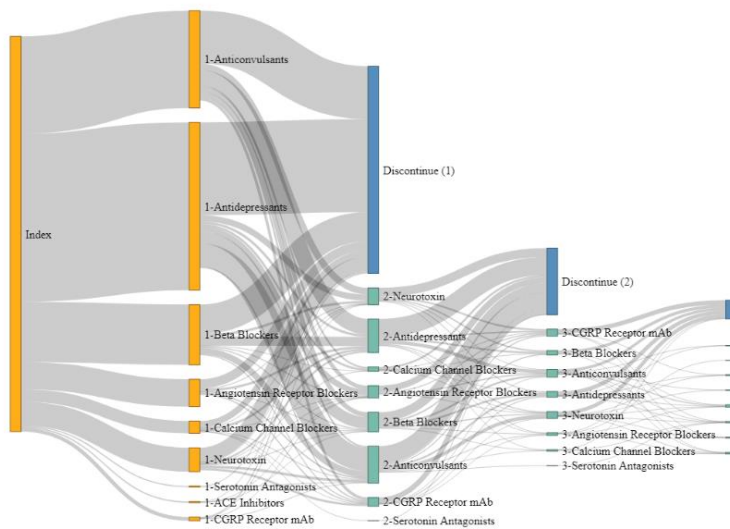 Index
1-Anticonvulsants
1-Antidepressants
1-Beta Blockers
1-Angiotensin Receptor Blockers
1-Calcium Channel Blockers
1-Neurotoxin
1-Serotonin Antagonists
1-ACE Inhibitors
1-CGRP Receptor mAb
Discontinue (1)
2-Neurotoxin
2-Antidepressants
2-Calcium Channel Blockers
2-Angiotensin Receptor Blockers
2-Beta Blockers
2-Anticonvulsants
2-CGRP Receptor mAb
2-Serotonin Antagonists
Discontinue (2)
3-CGRP Receptor mAb
3-Beta Blockers
3-Anticonvulsants
3-Antidepressants
3-Neurotoxin
3-Angiotensin Receptor Blockers
3-Calcium Channel Blockers
3-Serotonin Antagonists